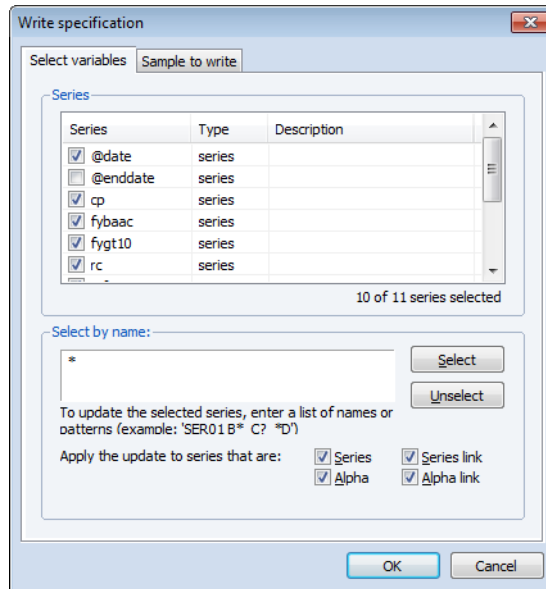 Write specification
Select variables Sample to write
Series
Series Type Description
@date series
@enddate series
cp series
fybaac series
fygt10 series
rc series
10 of 11 series selected
Select by name:
*
Select
Unselect
To update the selected series, enter a list of names or
patterns (example: 'SER01 B* C? *D')
Apply the update to series that are: Series Series link
Alpha Alpha link
OK Cancel